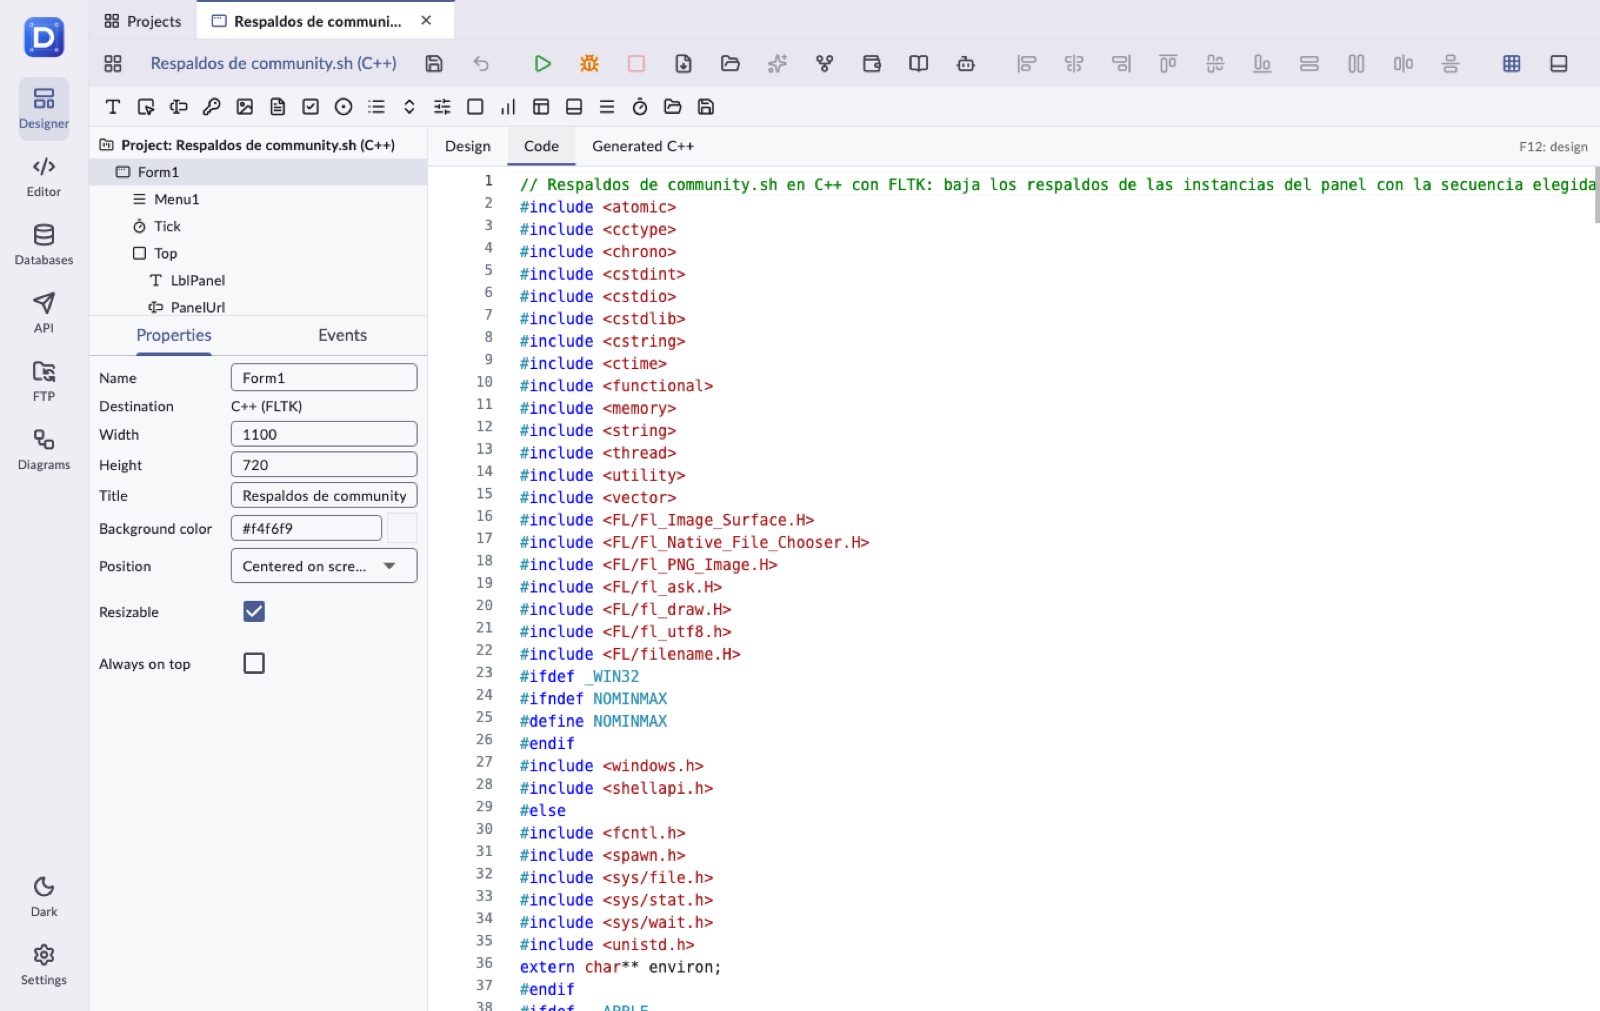 Projects
Respaldos de communi...
Respaldos de community.sh (C++)
Designer
Editor
Databases
API
FTP
Diagrams
Dark
Settings
Project: Respaldos de community.sh (C++)
Form1
Menu1
Tick
Top
LblPanel
PanelUrl
Properties
Events
Name
Form1
Destination
C++ (FLTK)
Width
1100
Height
720
Title
Respaldos de community
Background color
#f4f6f9
Position
Centered on scre...
Resizable
Always on top
Design
Code
Generated C++
F12: design
1 // Respaldos de community.sh en C++ con FLTK: baja los respaldos de las instancias del panel con la secuencia elegida
2 #include <atomic>
3 #include <cctype>
4 #include <chrono>
5 #include <cstdint>
6 #include <cstdio>
7 #include <cstdlib>
8 #include <cstring>
9 #include <ctime>
10 #include <functional>
11 #include <memory>
12 #include <string>
13 #include <thread>
14 #include <utility>
15 #include <vector>
16 #include <FL/Fl_Image_Surface.H>
17 #include <FL/Fl_Native_File_Chooser.H>
18 #include <FL/Fl_PNG_Image.H>
19 #include <FL/fl_ask.H>
20 #include <FL/fl_draw.H>
21 #include <FL/fl_utf8.h>
22 #include <FL/filename.H>
23 #ifdef _WIN32
24 #ifndef NOMINMAX
25 #define NOMINMAX
26 #endif
27 #include <windows.h>
28 #include <shellapi.h>
29 #else
30 #include <fcntl.h>
31 #include <spawn.h>
32 #include <sys/file.h>
33 #include <sys/stat.h>
34 #include <sys/wait.h>
35 #include <unistd.h>
36 extern char** environ;
37 #endif
38 #ifdef __APPLE__